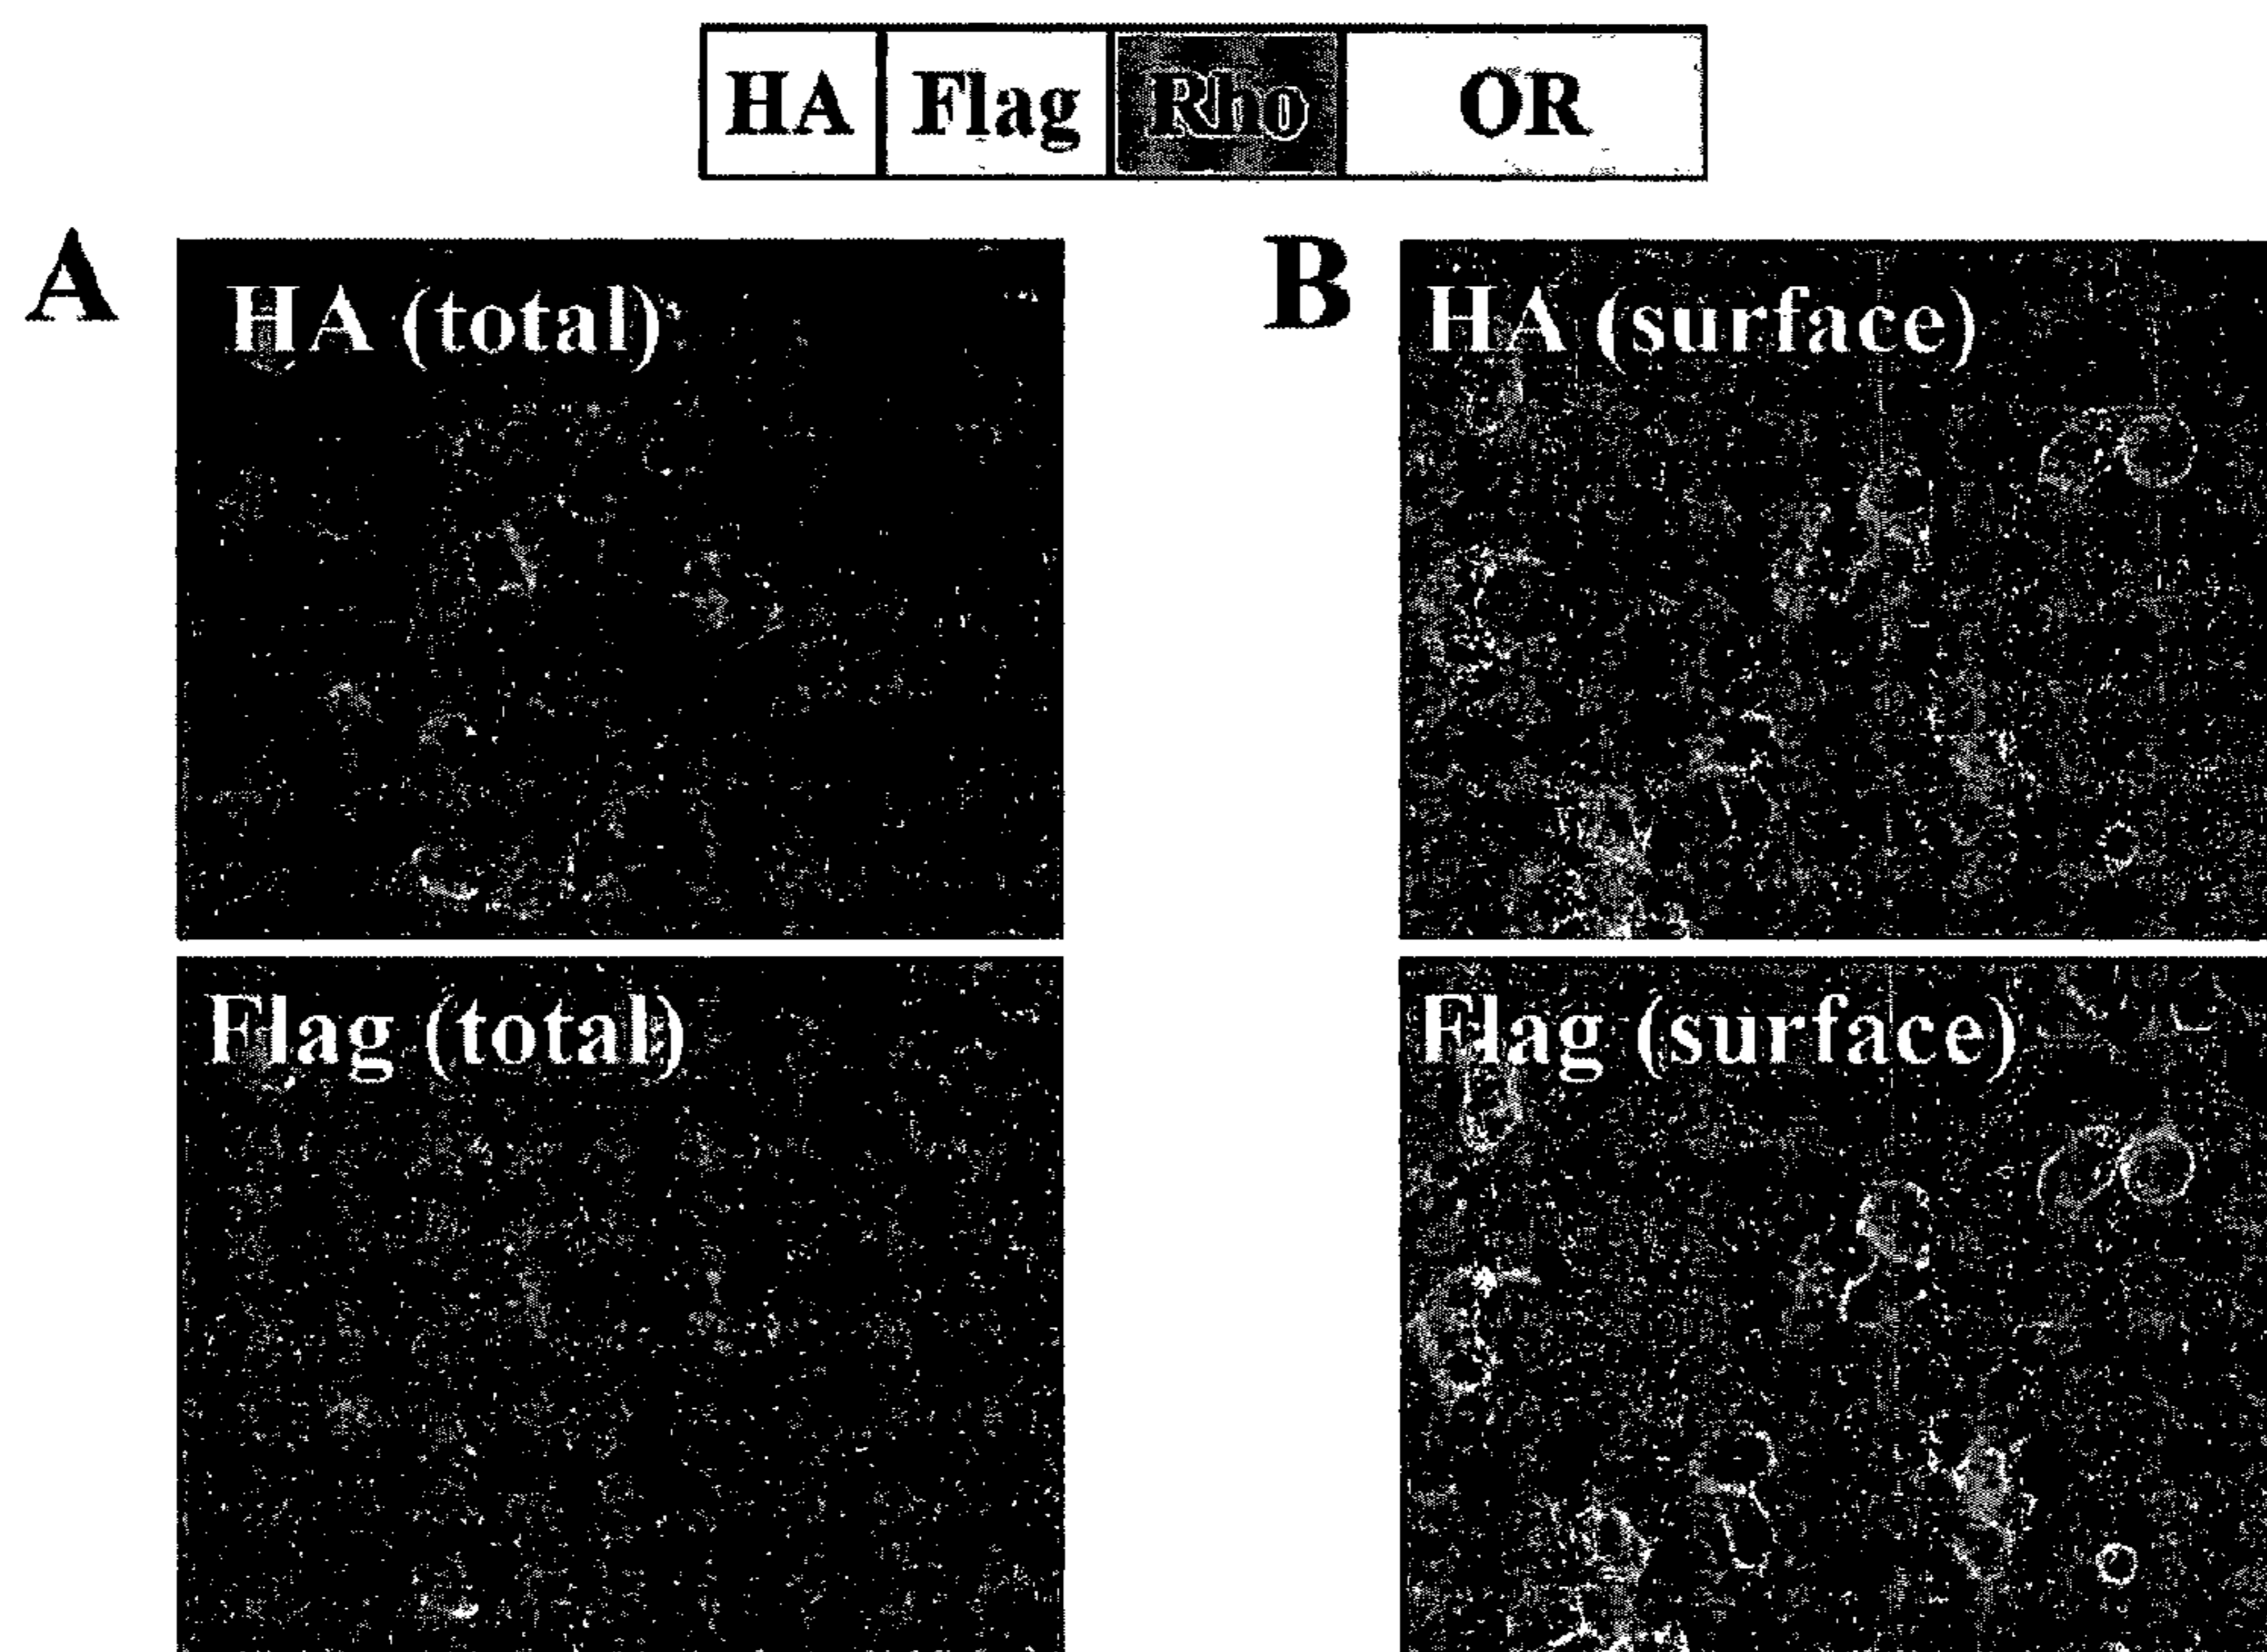 HA Flag Rho OR
A
HA (total)
B
HA (surface)
Flag (total)
Flag (surface)